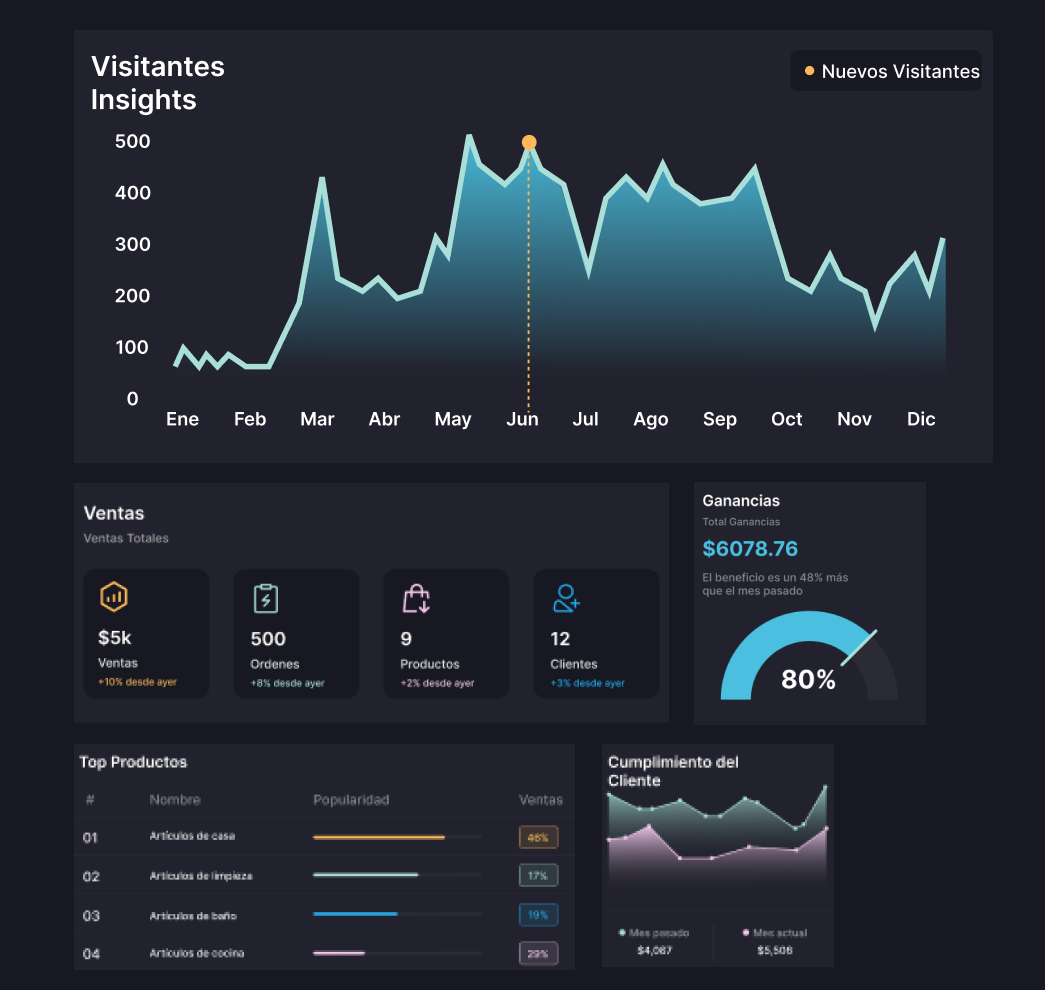 Visitantes
Insights
Nuevos Visitantes
500
400
300
200
100
0
Ene Feb Mar Abr May Jun Jul Ago Sep Oct Nov Dic
Ventas
Ventas Totales
$5k
Ventas
+10% desde ayer
500
Ordenes
+8% desde ayer
9
Productos
+2% desde ayer
12
Clientes
+3% desde ayer
Ganancias
Total Ganancias
$6078.76
El beneficio es un 48% más
que el mes pasado
80%
Top Productos
# Nombre Popularidad Ventas
01 Artículos de casa 46%
02 Artículos de limpieza 17%
03 Artículos de baño 19%
04 Artículos de cocina 29%
Cumplimiento del
Cliente
Mes pasado
$4,087
Mes actual
$5,506